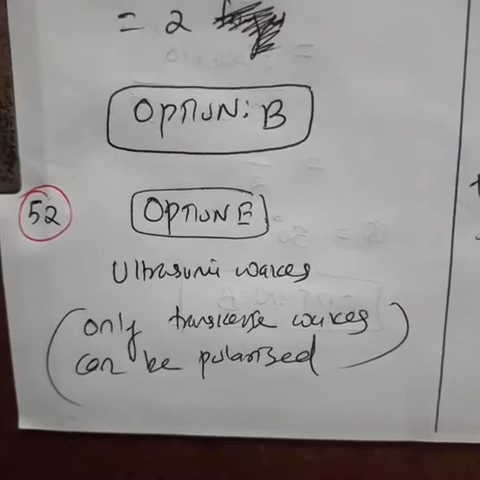 = 2
OPTION: B
52
OPTION E
Ultrasonic waves
(only transverse waves
can be polarised)